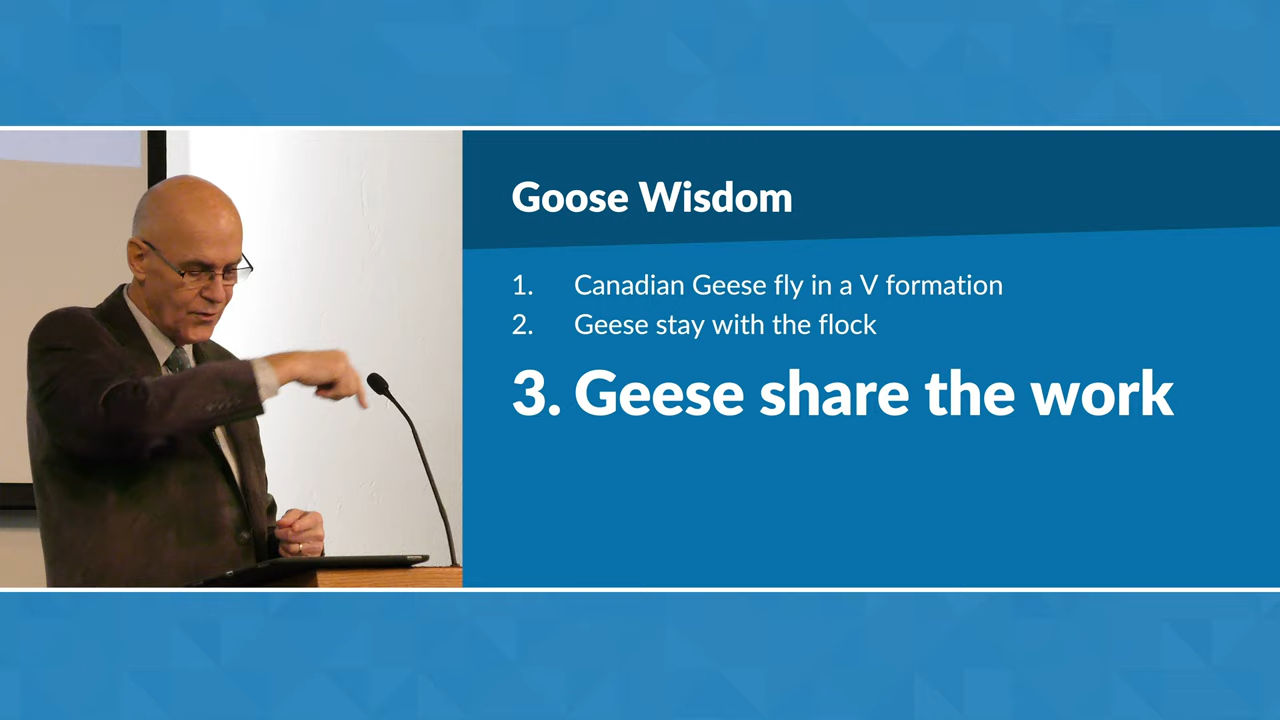 Goose Wisdom
1. Canadian Geese fly in a V formation
2. Geese stay with the flock
3. Geese share the work